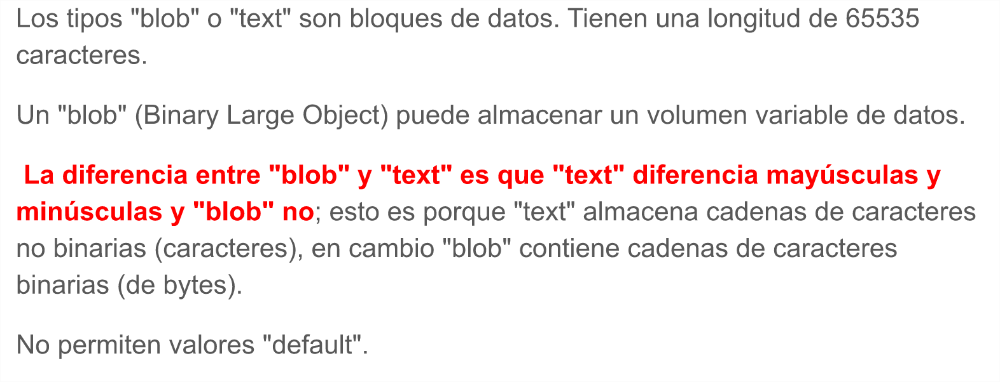 Los tipos "blob" o "text" son bloques de datos. Tienen una longitud de 65535
caracteres.
Un "blob" (Binary Large Object) puede almacenar un volumen variable de datos.
La diferencia entre "blob" y "text" es que "text" diferencia mayúsculas y
minúsculas y "blob" no; esto es porque "text" almacena cadenas de caracteres
no binarias (caracteres), en cambio "blob" contiene cadenas de caracteres
binarias (de bytes).
No permiten valores "default".